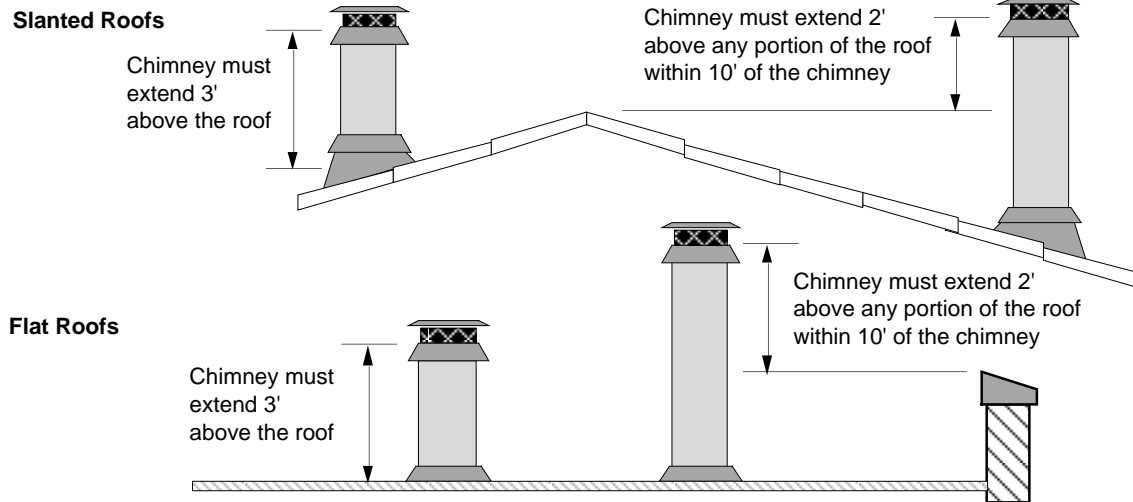 Slanted Roofs
Chimney must
extend 3'
above the roof
Chimney must extend 2'
above any portion of the roof
within 10' of the chimney
Flat Roofs
Chimney must
extend 3'
above the roof
Chimney must extend 2'
above any portion of the roof
within 10' of the chimney